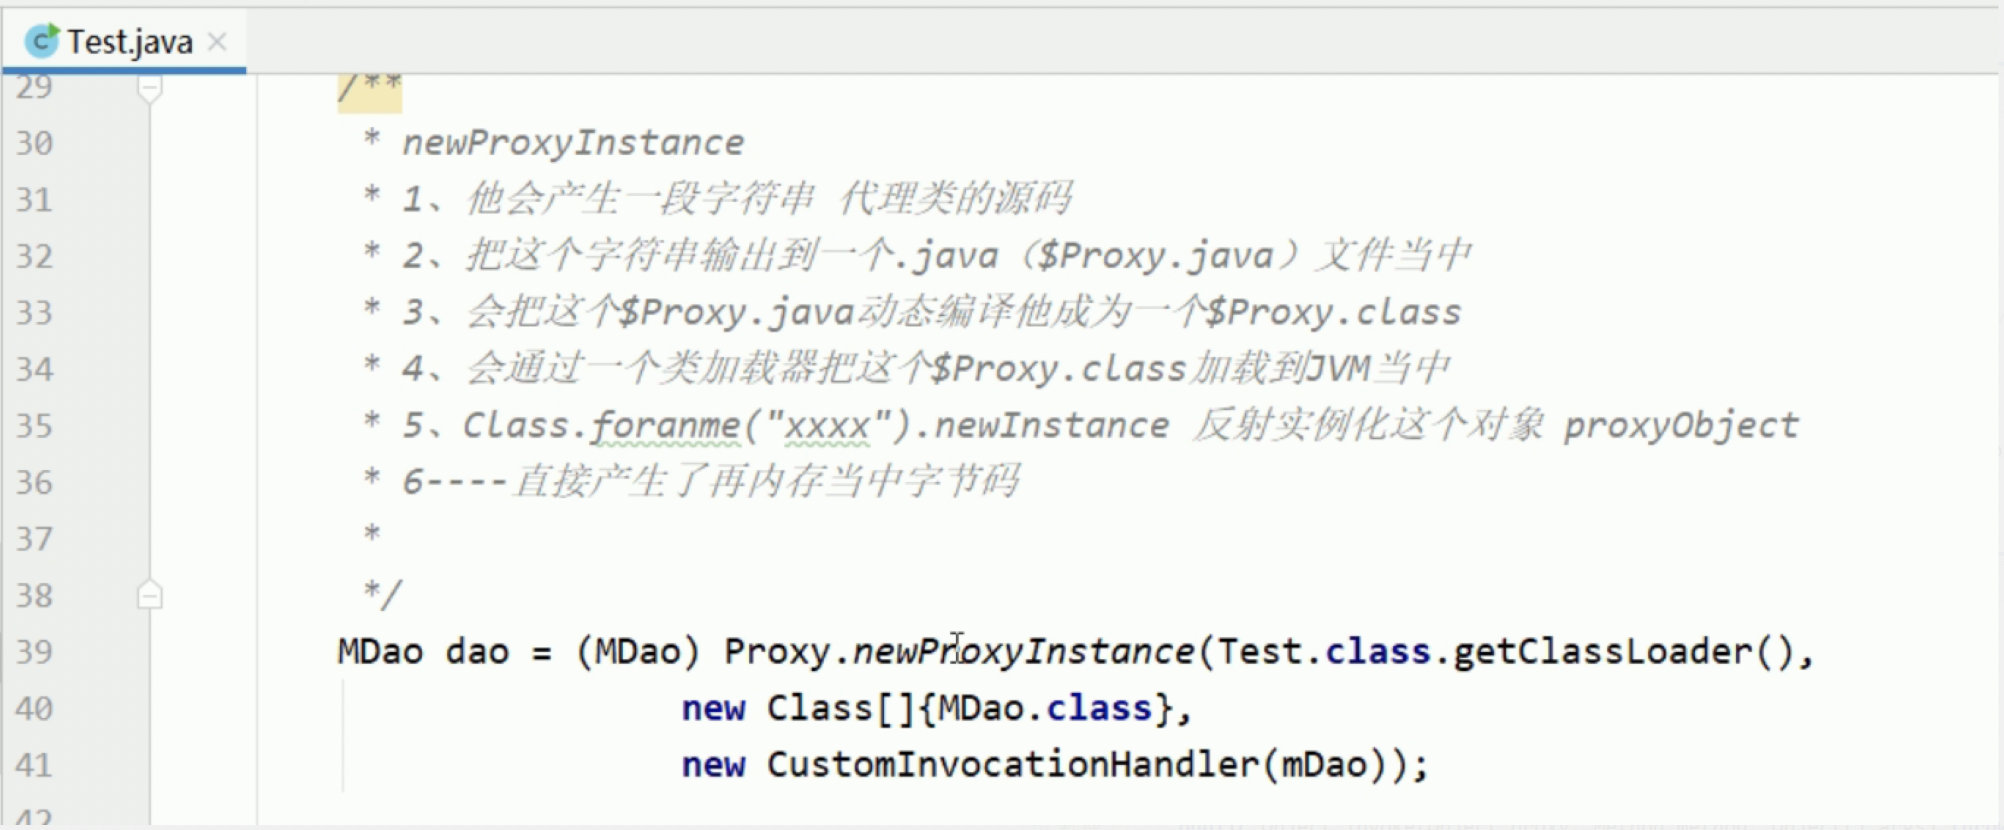 Test.java
29 /**
30 * newProxyInstance
31 * 1、他会产生一段字符串 代理类的源码
32 * 2、把这个字符串输出到一个.java（$Proxy.java）文件当中
33 * 3、会把这个$Proxy.java动态编译他成为一个$Proxy.class
34 * 4、会通过一个类加载器把这个$Proxy.class加载到JVM当中
35 * 5、Class.foranme("xxxx").newInstance 反射实例化这个对象 proxyObject
36 * 6----直接产生了再内存当中字节码
37 *
38 */
39 MDao dao = (MDao) Proxy.newProxyInstance(Test.class.getClassLoader(),
40 new Class[]{MDao.class},
41 new CustomInvocationHandler(mDao));
42